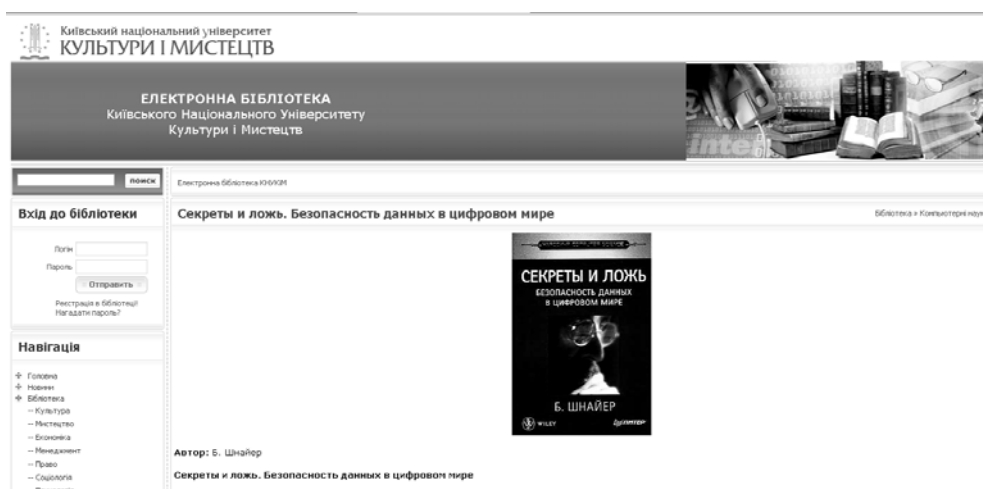 Київський національний університет
КУЛЬТУРИ І МИСТЕЦТВ
ЕЛЕКТРОННА БІБЛІОТЕКА
Київського Національного Університету
Культури і Мистецтв
поиск
Електронна бібліотека КНУКІМ
Вхід до бібліотеки
Логін
Пароль
Отправить
Реєстрація в бібліотеці!
Нагадати пароль?
Навігація
Головна
Новини
Бібліотека
— Культура
— Мистецтво
— Економіка
— Менеджмент
— Право
— Соціологія
Секреты и ложь. Безопасность данных в цифровом мире
Бібліотека » Компьютерні
СЕКРЕТЫ И ЛОЖЬ
БЕЗОПАСНОСТЬ ДАННЫХ
В ЦИФРОВОМ МИРЕ
Б. ШНАЙЕР
WILEY
ПИТЕР
Автор: Б. Шнайер
Секреты и ложь. Безопасность данных в цифровом мире